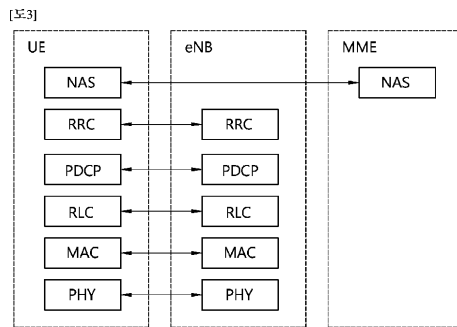 [도3]
UE eNB MME
NAS NAS
RRC RRC
PDCP PDCP
RLC RLC
MAC MAC
PHY PHY